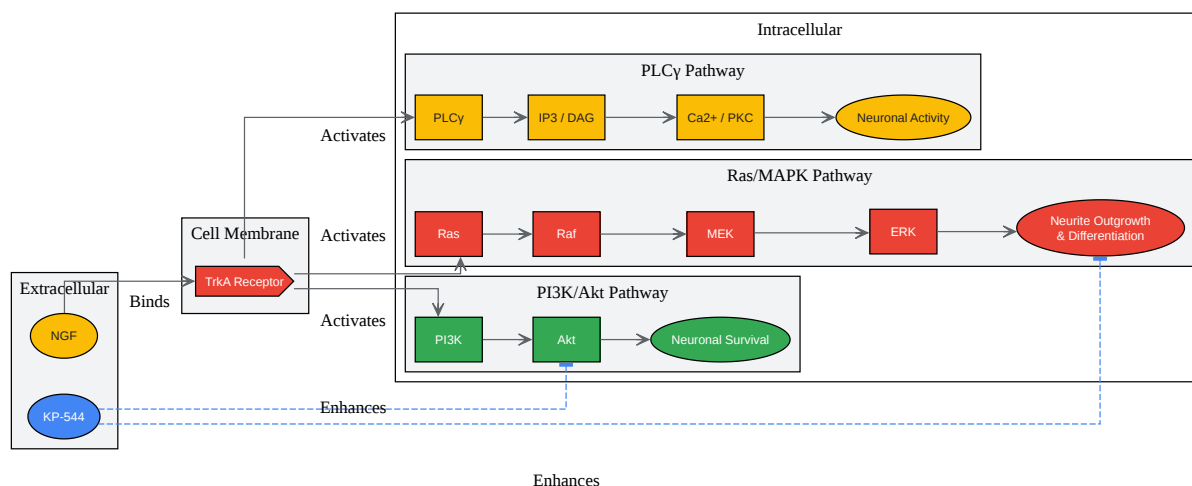 Intracellular
PLCγ Pathway
PLCγ
IP3 / DAG
Ca2+ / PKC
Neuronal Activity
Activates
Ras/MAPK Pathway
Ras
Raf
MEK
ERK
Neurite Outgrowth
& Differentiation
Cell Membrane
TrkA Receptor
Activates
Extracellular
NGF
Binds
PI3K/Akt Pathway
Activates
PI3K
Akt
Neuronal Survival
KP-544
Enhances
Enhances